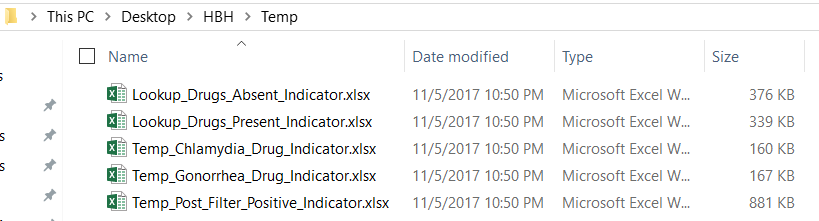 This PC > Desktop > HBH > Temp
Name Date modified Type Size
Lookup_Drugs_Absent_Indicator.xlsx 11/5/2017 10:50 PM Microsoft Excel W... 376 KB
Lookup_Drugs_Present_Indicator.xlsx 11/5/2017 10:50 PM Microsoft Excel W... 339 KB
Temp_Chlamydia_Drug_Indicator.xlsx 11/5/2017 10:50 PM Microsoft Excel W... 160 KB
Temp_Gonorrhea_Drug_Indicator.xlsx 11/5/2017 10:50 PM Microsoft Excel W... 167 KB
Temp_Post_Filter_Positive_Indicator.xlsx 11/5/2017 10:50 PM Microsoft Excel W... 881 KB